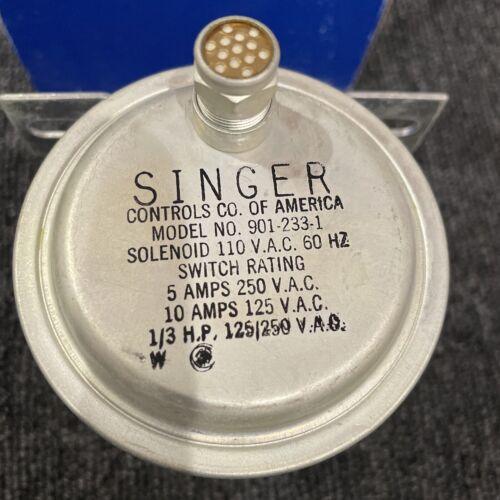 SINGER
CONTROLS CO. OF AMERICA
MODEL NO. 901-233-1
SOLENOID 110 V.A.C. 60 HZ
SWITCH RATING
5 AMPS 250 V.A.C.
10 AMPS 125 V.A.C.
1/3 H.P. 125/250 V.A.C.
W